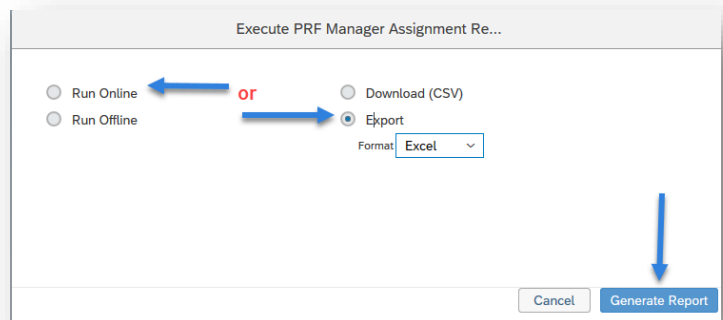 Execute PRF Manager Assignment Re...
Run Online
or
Download (CSV)
Run Offline
Export
Format Excel
Cancel
Generate Report